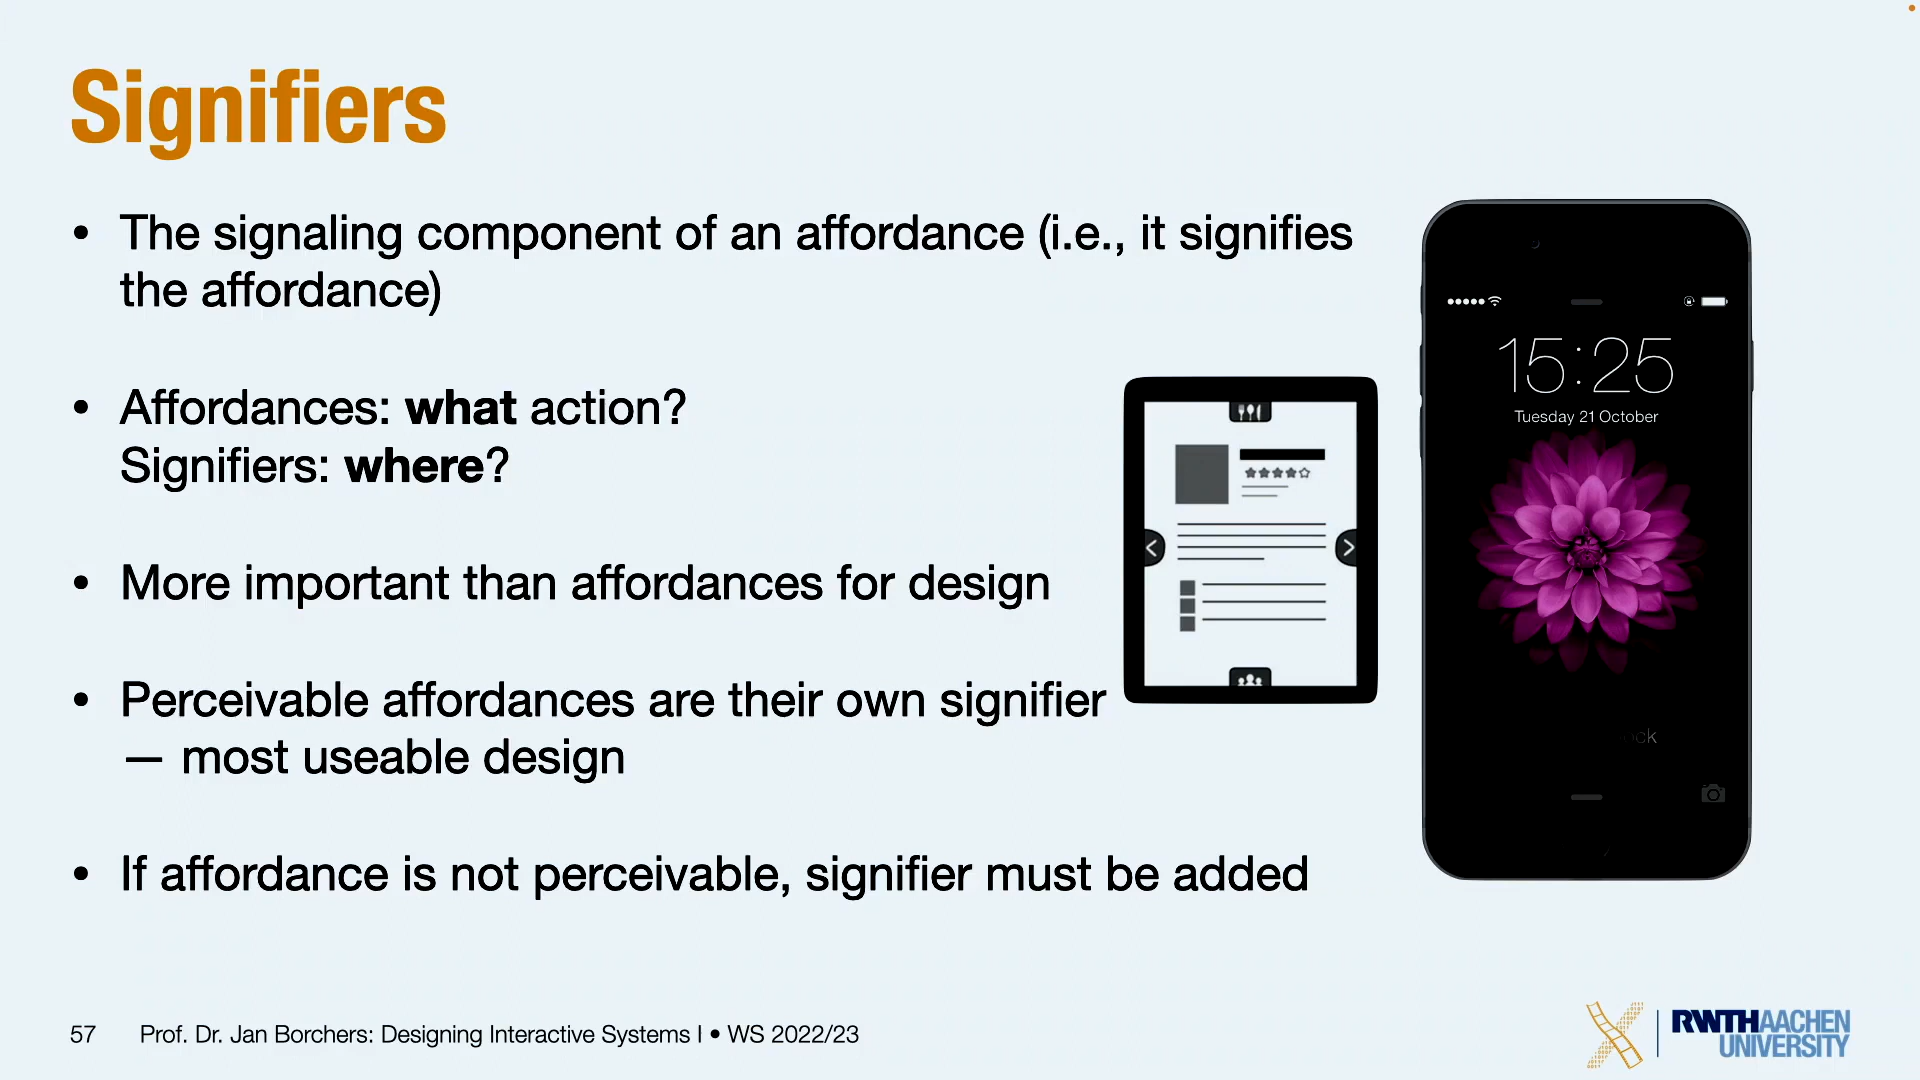 Signifiers
• The signaling component of an affordance (i.e., it signifies
the affordance)
• Affordances: what action?
Signifiers: where?
• More important than affordances for design
• Perceivable affordances are their own signifier
— most useable design
• If affordance is not perceivable, signifier must be added
15:25
Tuesday 21 October
57 Prof. Dr. Jan Borchers: Designing Interactive Systems I • WS 2022/23
RWTHAACHEN
UNIVERSITY